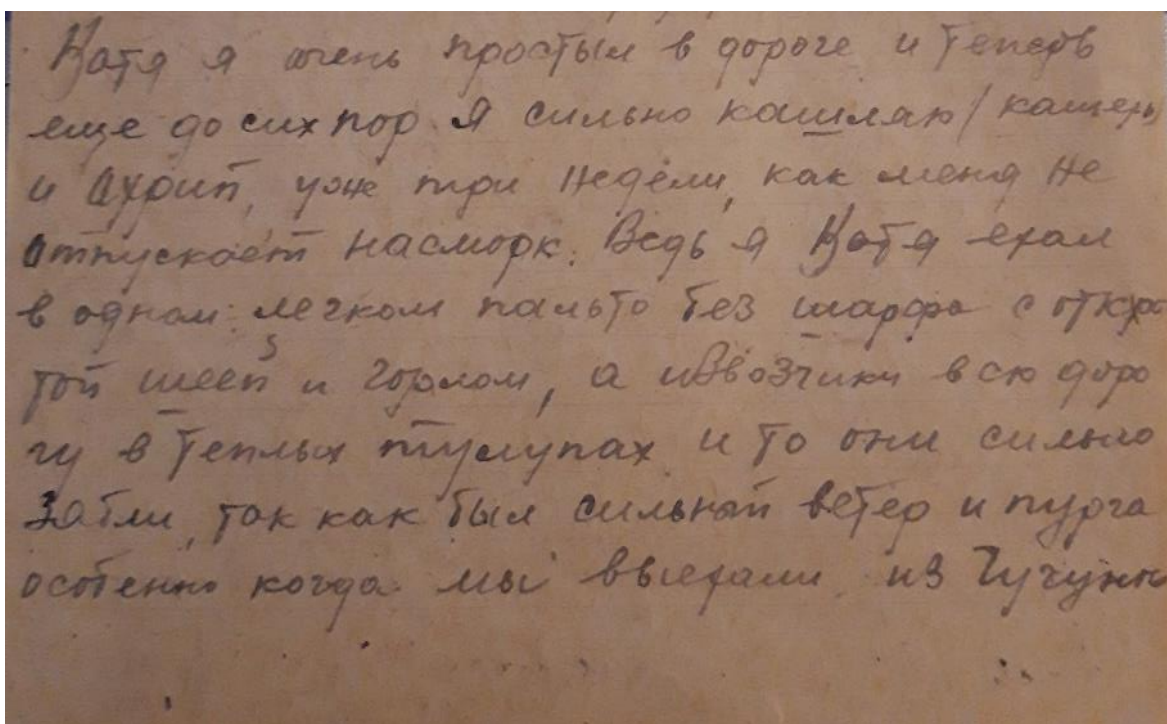 Катя я очень простыл в дороге и теперь
еще до сих пор я сильно кашляю / кашель
и охрип, уже три недели, как меня не
отпускает насморк. Ведь я Катя ехал
в одном легком пальто без шарфа с откры
той шеей и горлом, а извозчики всю доро
гу в теплых тулупах и то они сильно
зябли, так как был сильный ветер и пурга
особенно когда мы выехали из